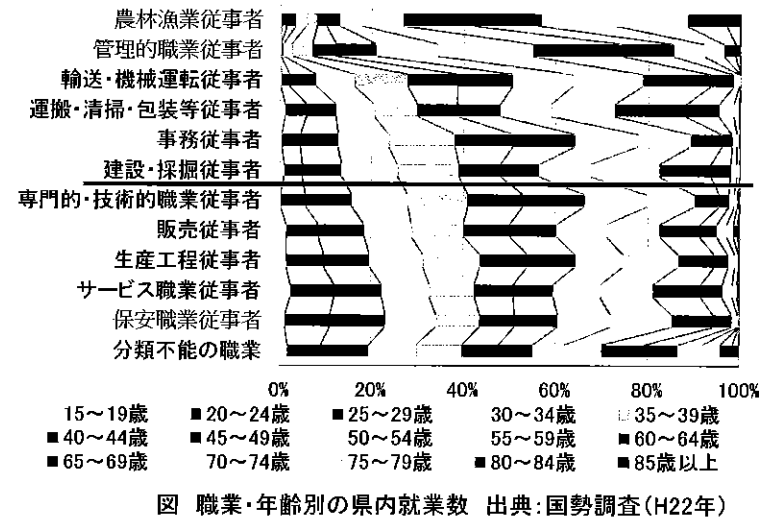 農林漁業従事者
管理的職業従事者
輸送・機械運転従事者
運搬・清掃・包装等従事者
事務従事者
建設・採掘従事者
専門的・技術的職業従事者
販売従事者
生産工程従事者
サービス職業従事者
保安職業従事者
分類不能の職業
0% 20% 40% 60% 80% 100%
15～19歳 ■20～24歳 ■25～29歳 30～34歳 35～39歳
■40～44歳 ■45～49歳 50～54歳 55～59歳 ■60～64歳
■65～69歳 70～74歳 75～79歳 ■80～84歳 ■85歳以上
図 職業・年齢別の県内就業数 出典:国勢調査(H22年)